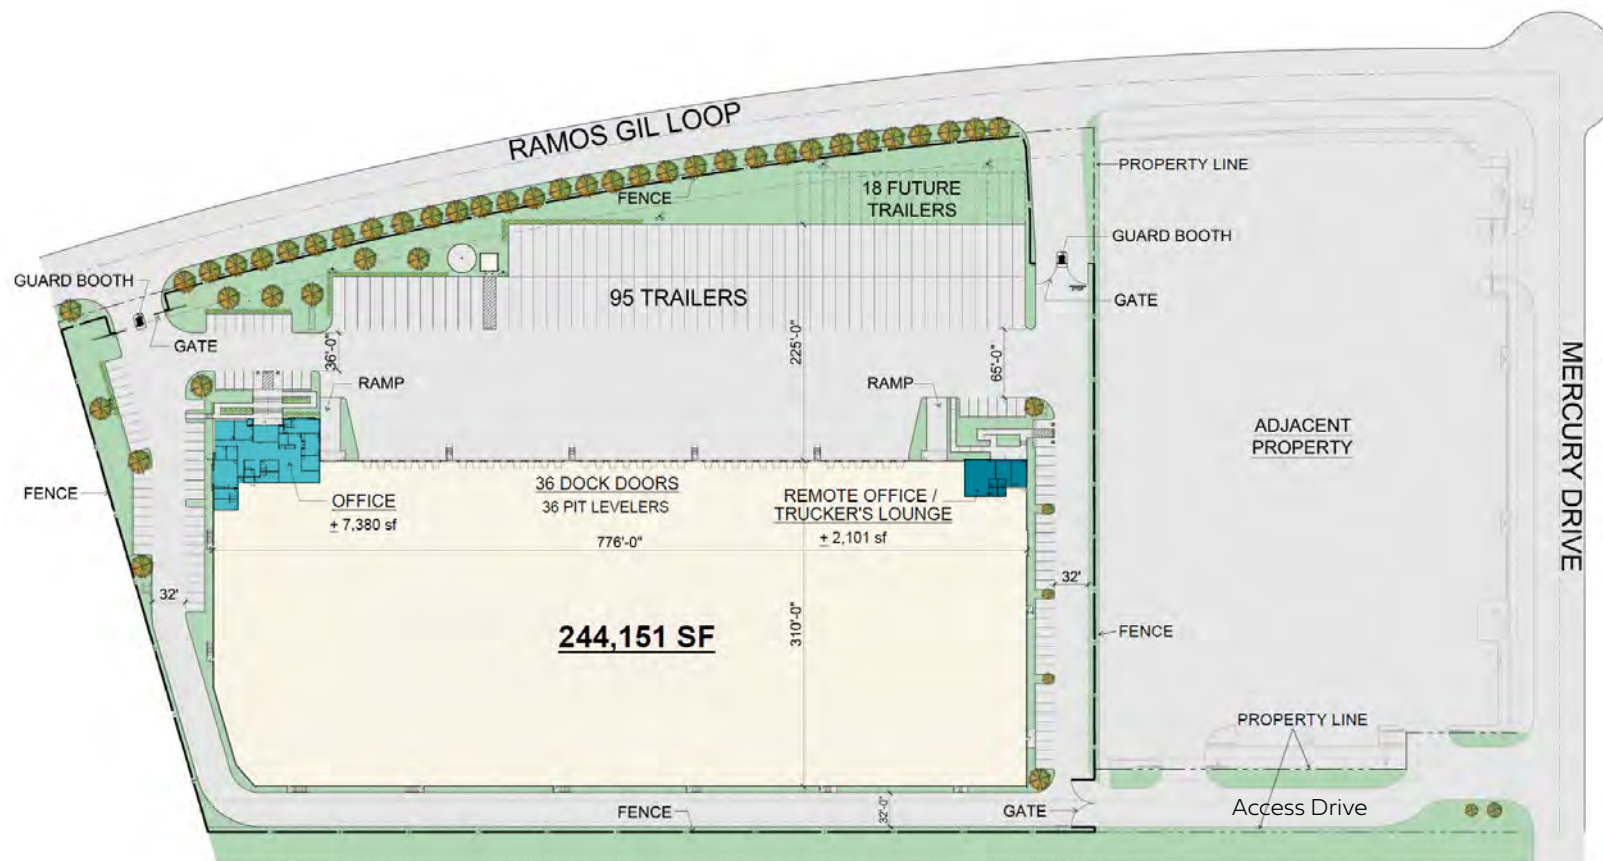 RAMOS GIL LOOP
PROPERTY LINE
18 FUTURE
TRAILERS
FENCE
GUARD BOOTH
GUARD BOOTH
95 TRAILERS
GATE
GATE
36'-0"
225'-0"
65'-0"
RAMP
RAMP
MERCURY DRIVE
ADJACENT
PROPERTY
FENCE
OFFICE
+ 7,380 sf
36 DOCK DOORS
36 PIT LEVELERS
REMOTE OFFICE /
TRUCKER'S LOUNGE
+ 2,101 sf
776'-0"
32'
32'
310'-0"
244,151 SF
FENCE
PROPERTY LINE
FENCE
32'-0"
GATE
Access Drive